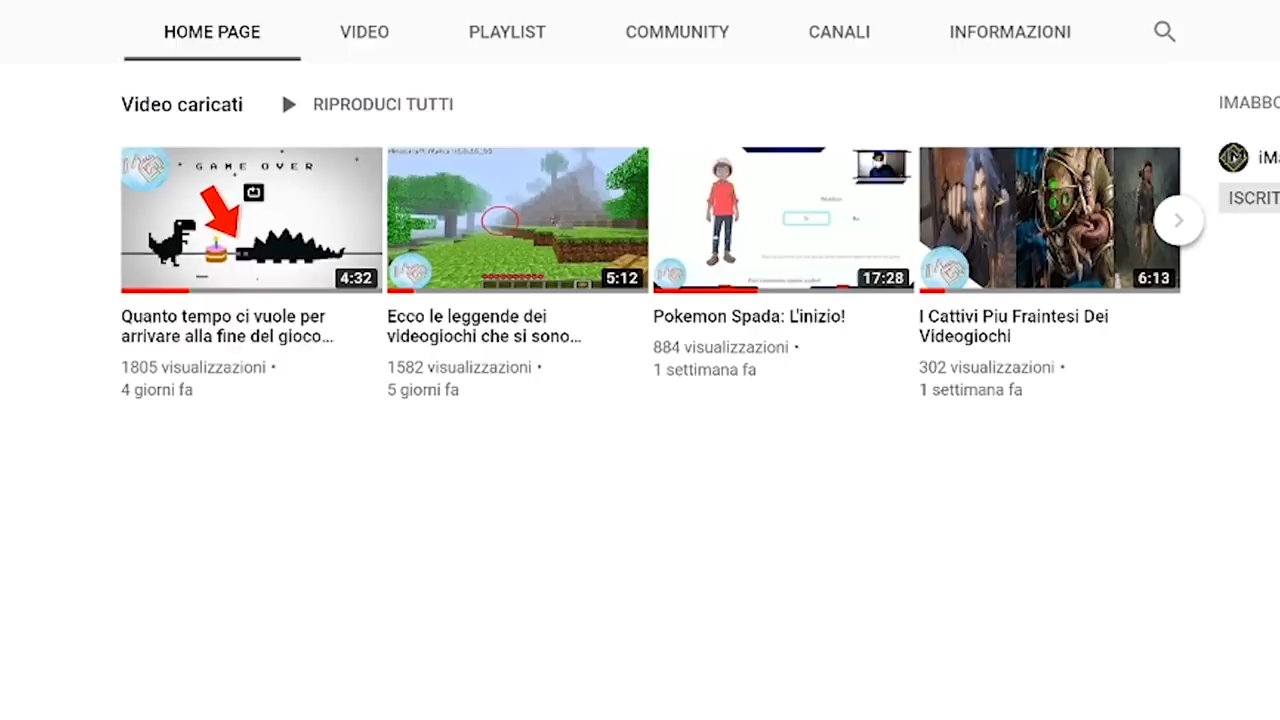 HOME PAGE VIDEO PLAYLIST COMMUNITY CANALI INFORMAZIONI
Video caricati RIPRODUCI TUTTI
IMABBO
iMa
ISCRIT
GAME OVER
4:32
5:12
17:28
6:13
Quanto tempo ci vuole per
arrivare alla fine del gioco...
1805 visualizzazioni •
4 giorni fa
Ecco le leggende dei
videogiochi che si sono...
1582 visualizzazioni •
5 giorni fa
Pokemon Spada: L'inizio!
884 visualizzazioni •
1 settimana fa
I Cattivi Piu Fraintesi Dei
Videogiochi
302 visualizzazioni •
1 settimana fa